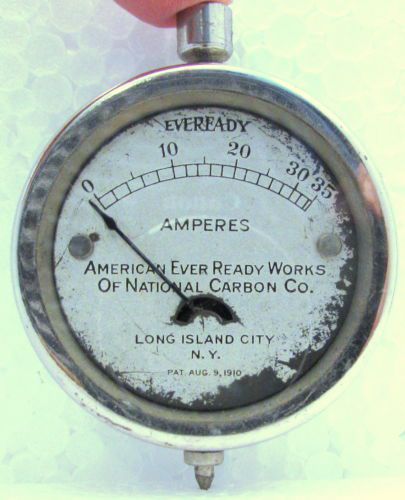 EVEREADY
0 10 20 30 35
AMPERES
AMERICAN EVER READY WORKS
OF NATIONAL CARBON CO.
LONG ISLAND CITY
N.Y.
PAT. AUG. 9, 1910